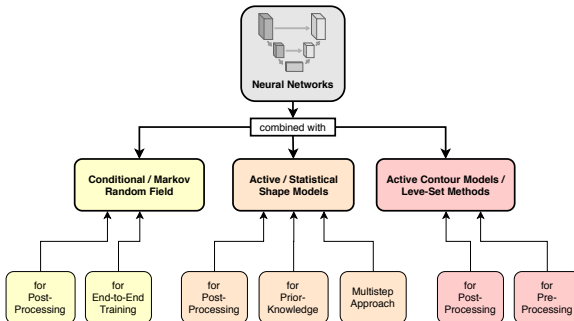 Neural Networks
combined with
Conditional / Markov
Random Field
Active / Statistical
Shape Models
Active Contour Models /
Leve-Set Methods
for
Post-
Processing
for
End-to-End
Training
for
Post-
Processing
for
Prior-
Knowledge
Multistep
Approach
for
Post-
Processing
for
Pre-
Processing